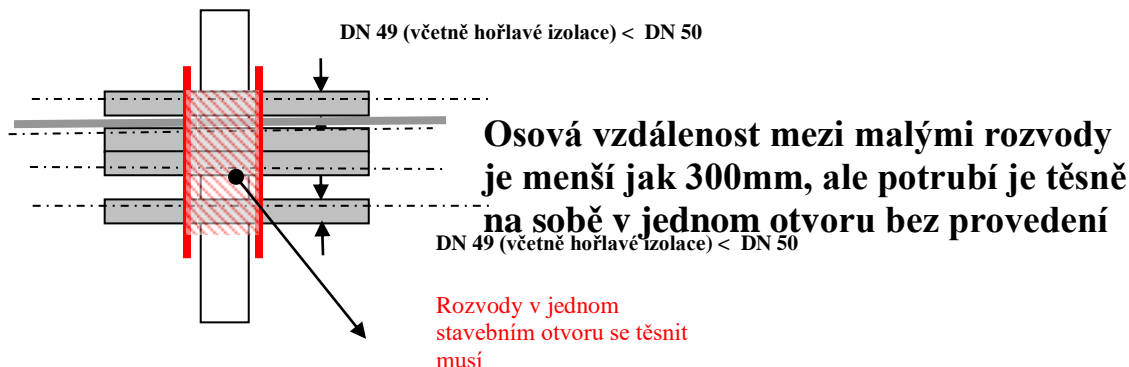 DN 49 (včetně hořlavé izolace) < DN 50
Osová vzdálenost mezi malými rozvody
je menší jak 300mm, ale potrubí je těsně
na sobě v jednom otvoru bez provedení
DN 49 (včetně hořlavé izolace) < DN 50
Rozvody v jednom
stavebním otvoru se těsnit
musí